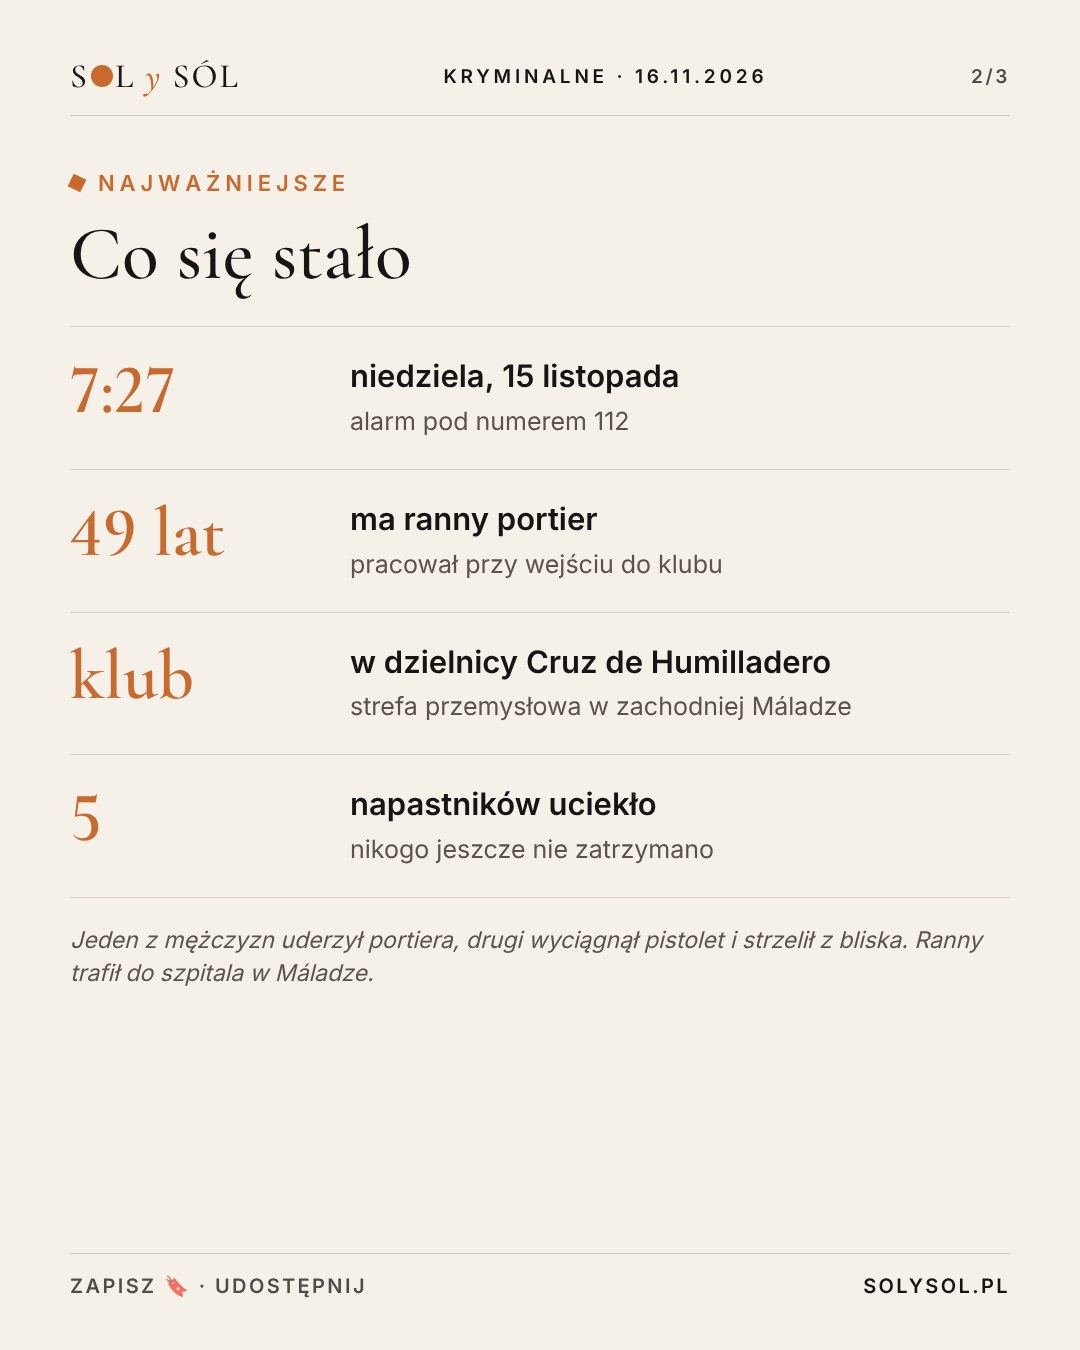 SOL y SÓL
KRYMINALNE · 16.11.2026
2/3
NAJWAŻNIEJSZE
Co się stało
7:27
niedziela, 15 listopada
alarm pod numerem 112
49 lat
ma ranny portier
pracował przy wejściu do klubu
klub
w dzielnicy Cruz de Humilladero
strefa przemysłowa w zachodniej Máladze
5
napastników uciekło
nikogo jeszcze nie zatrzymano
Jeden z mężczyzn uderzył portiera, drugi wyciągnął pistolet i strzelił z bliska. Ranny
trafił do szpitala w Máladze.
ZAPISZ 🔖 · UDOSTĘPNIJ
SOLYSOL.PL